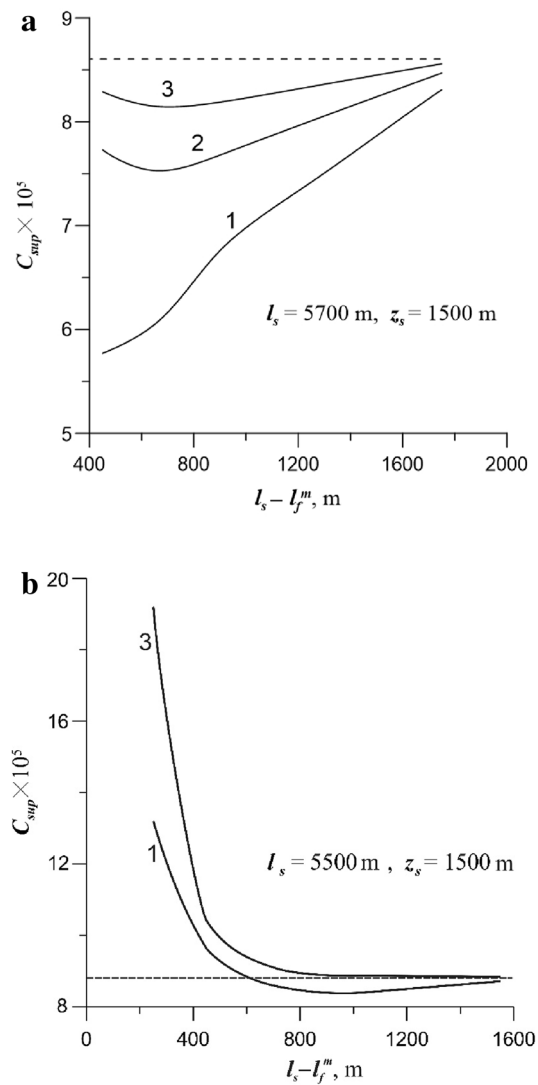 a
9
8
7
6
5
C_sup × 10^5
3
2
1
l_s = 5700 m, z_s = 1500 m
400 800 1200 1600 2000
l_s – l_f^m, m
b
20
16
12
8
C_sup × 10^5
3
1
l_s = 5500 m , z_s = 1500 m
0 400 800 1200 1600
l_s – l_f^m, m